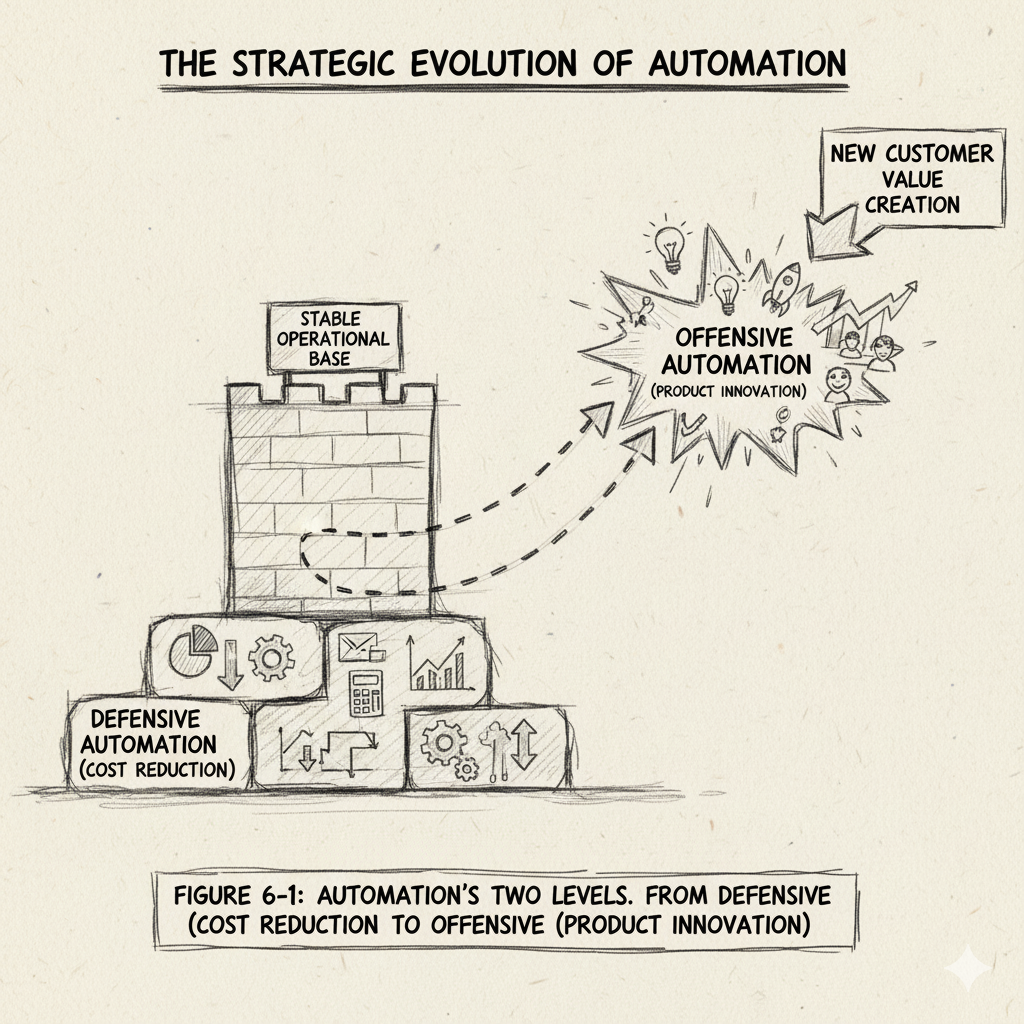 THE STRATEGIC EVOLUTION OF AUTOMATION
NEW CUSTOMER
VALUE
CREATION
OFFENSIVE
AUTOMATION
(PRODUCT INNOVATION)
STABLE
OPERATIONAL
BASE
DEFENSIVE
AUTOMATION
(COST REDUCTION)
FIGURE 6-1: AUTOMATION'S TWO LEVELS. FROM DEFENSIVE
(COST REDUCTION TO OFFENSIVE (PRODUCT INNOVATION)